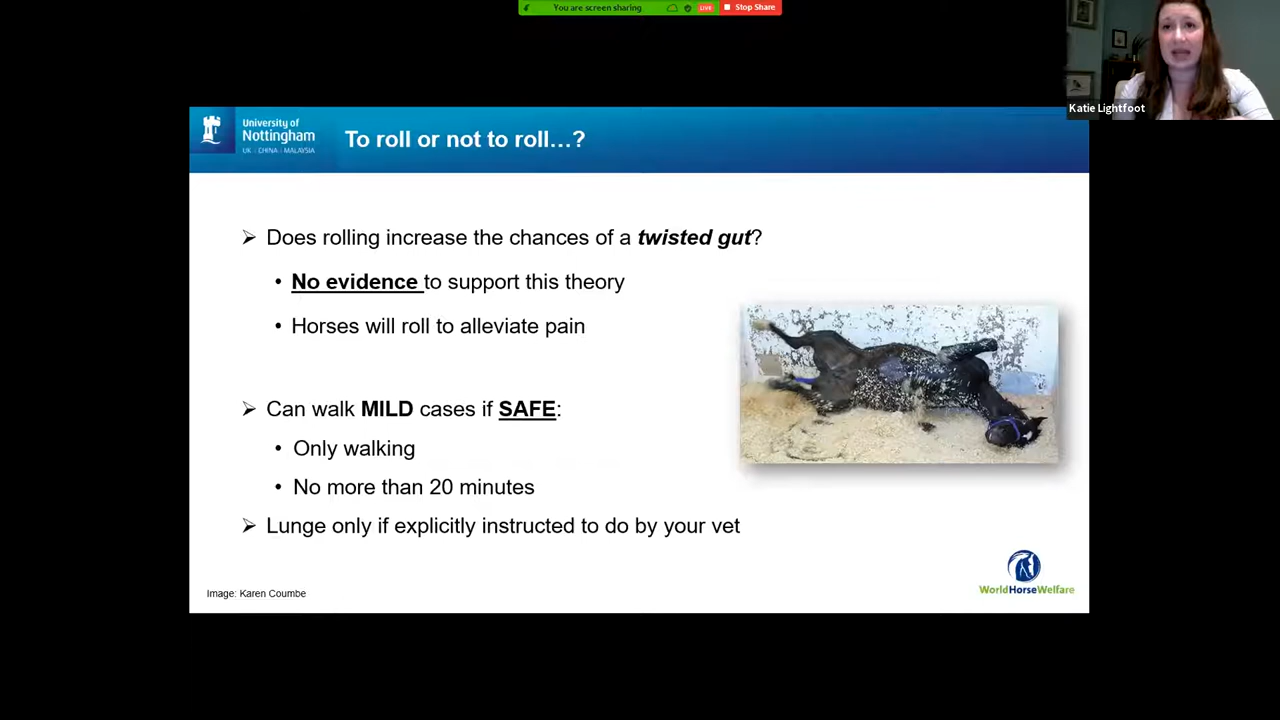 You are screen sharing
LIVE
Stop Share
Katie Lightfoot
University of
Nottingham
UK | CHINA | MALAYSIA
To roll or not to roll…?
➢ Does rolling increase the chances of a twisted gut?
• No evidence to support this theory
• Horses will roll to alleviate pain
➢ Can walk MILD cases if SAFE:
• Only walking
• No more than 20 minutes
➢ Lunge only if explicitly instructed to do by your vet
WorldHorseWelfare
Image: Karen Coumbe